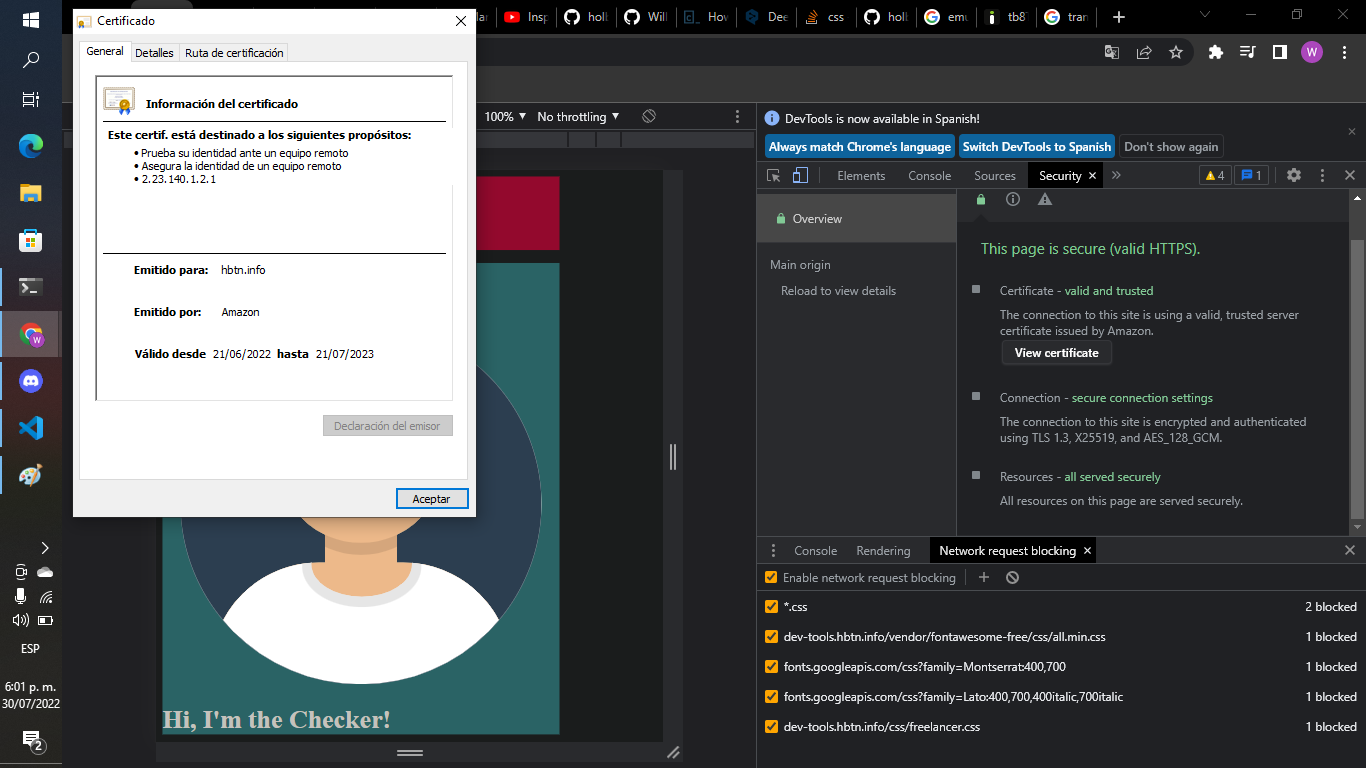 Certificado
General
Detalles
Ruta de certificación
Información del certificado
Este certif. está destinado a los siguientes propósitos:
• Prueba su identidad ante un equipo remoto
• Asegura la identidad de un equipo remoto
• 2.23.140.1.2.1
Emitido para: hbtn.info
Emitido por: Amazon
Válido desde 21/06/2022 hasta 21/07/2023
Declaración del emisor
Aceptar
Insp
holl
Will
How
Dee
css
holl
emu
tb87
tran
W
100% ▼
No throttling ▼
Hi, I'm the Checker!
DevTools is now available in Spanish!
Always match Chrome's language
Switch DevTools to Spanish
Don't show again
Elements
Console
Sources
Security
4
1
Overview
Main origin
Reload to view details
This page is secure (valid HTTPS).
Certificate - valid and trusted
The connection to this site is using a valid, trusted server
certificate issued by Amazon.
View certificate
Connection - secure connection settings
The connection to this site is encrypted and authenticated
using TLS 1.3, X25519, and AES_128_GCM.
Resources - all served securely
All resources on this page are served securely.
Console
Rendering
Network request blocking
Enable network request blocking
*.css
2 blocked
dev-tools.hbtn.info/vendor/fontawesome-free/css/all.min.css
1 blocked
fonts.googleapis.com/css?family=Montserrat:400,700
1 blocked
fonts.googleapis.com/css?family=Lato:400,700,400italic,700italic
1 blocked
dev-tools.hbtn.info/css/freelancer.css
1 blocked
W
ESP
6:01 p. m.
30/07/2022
2